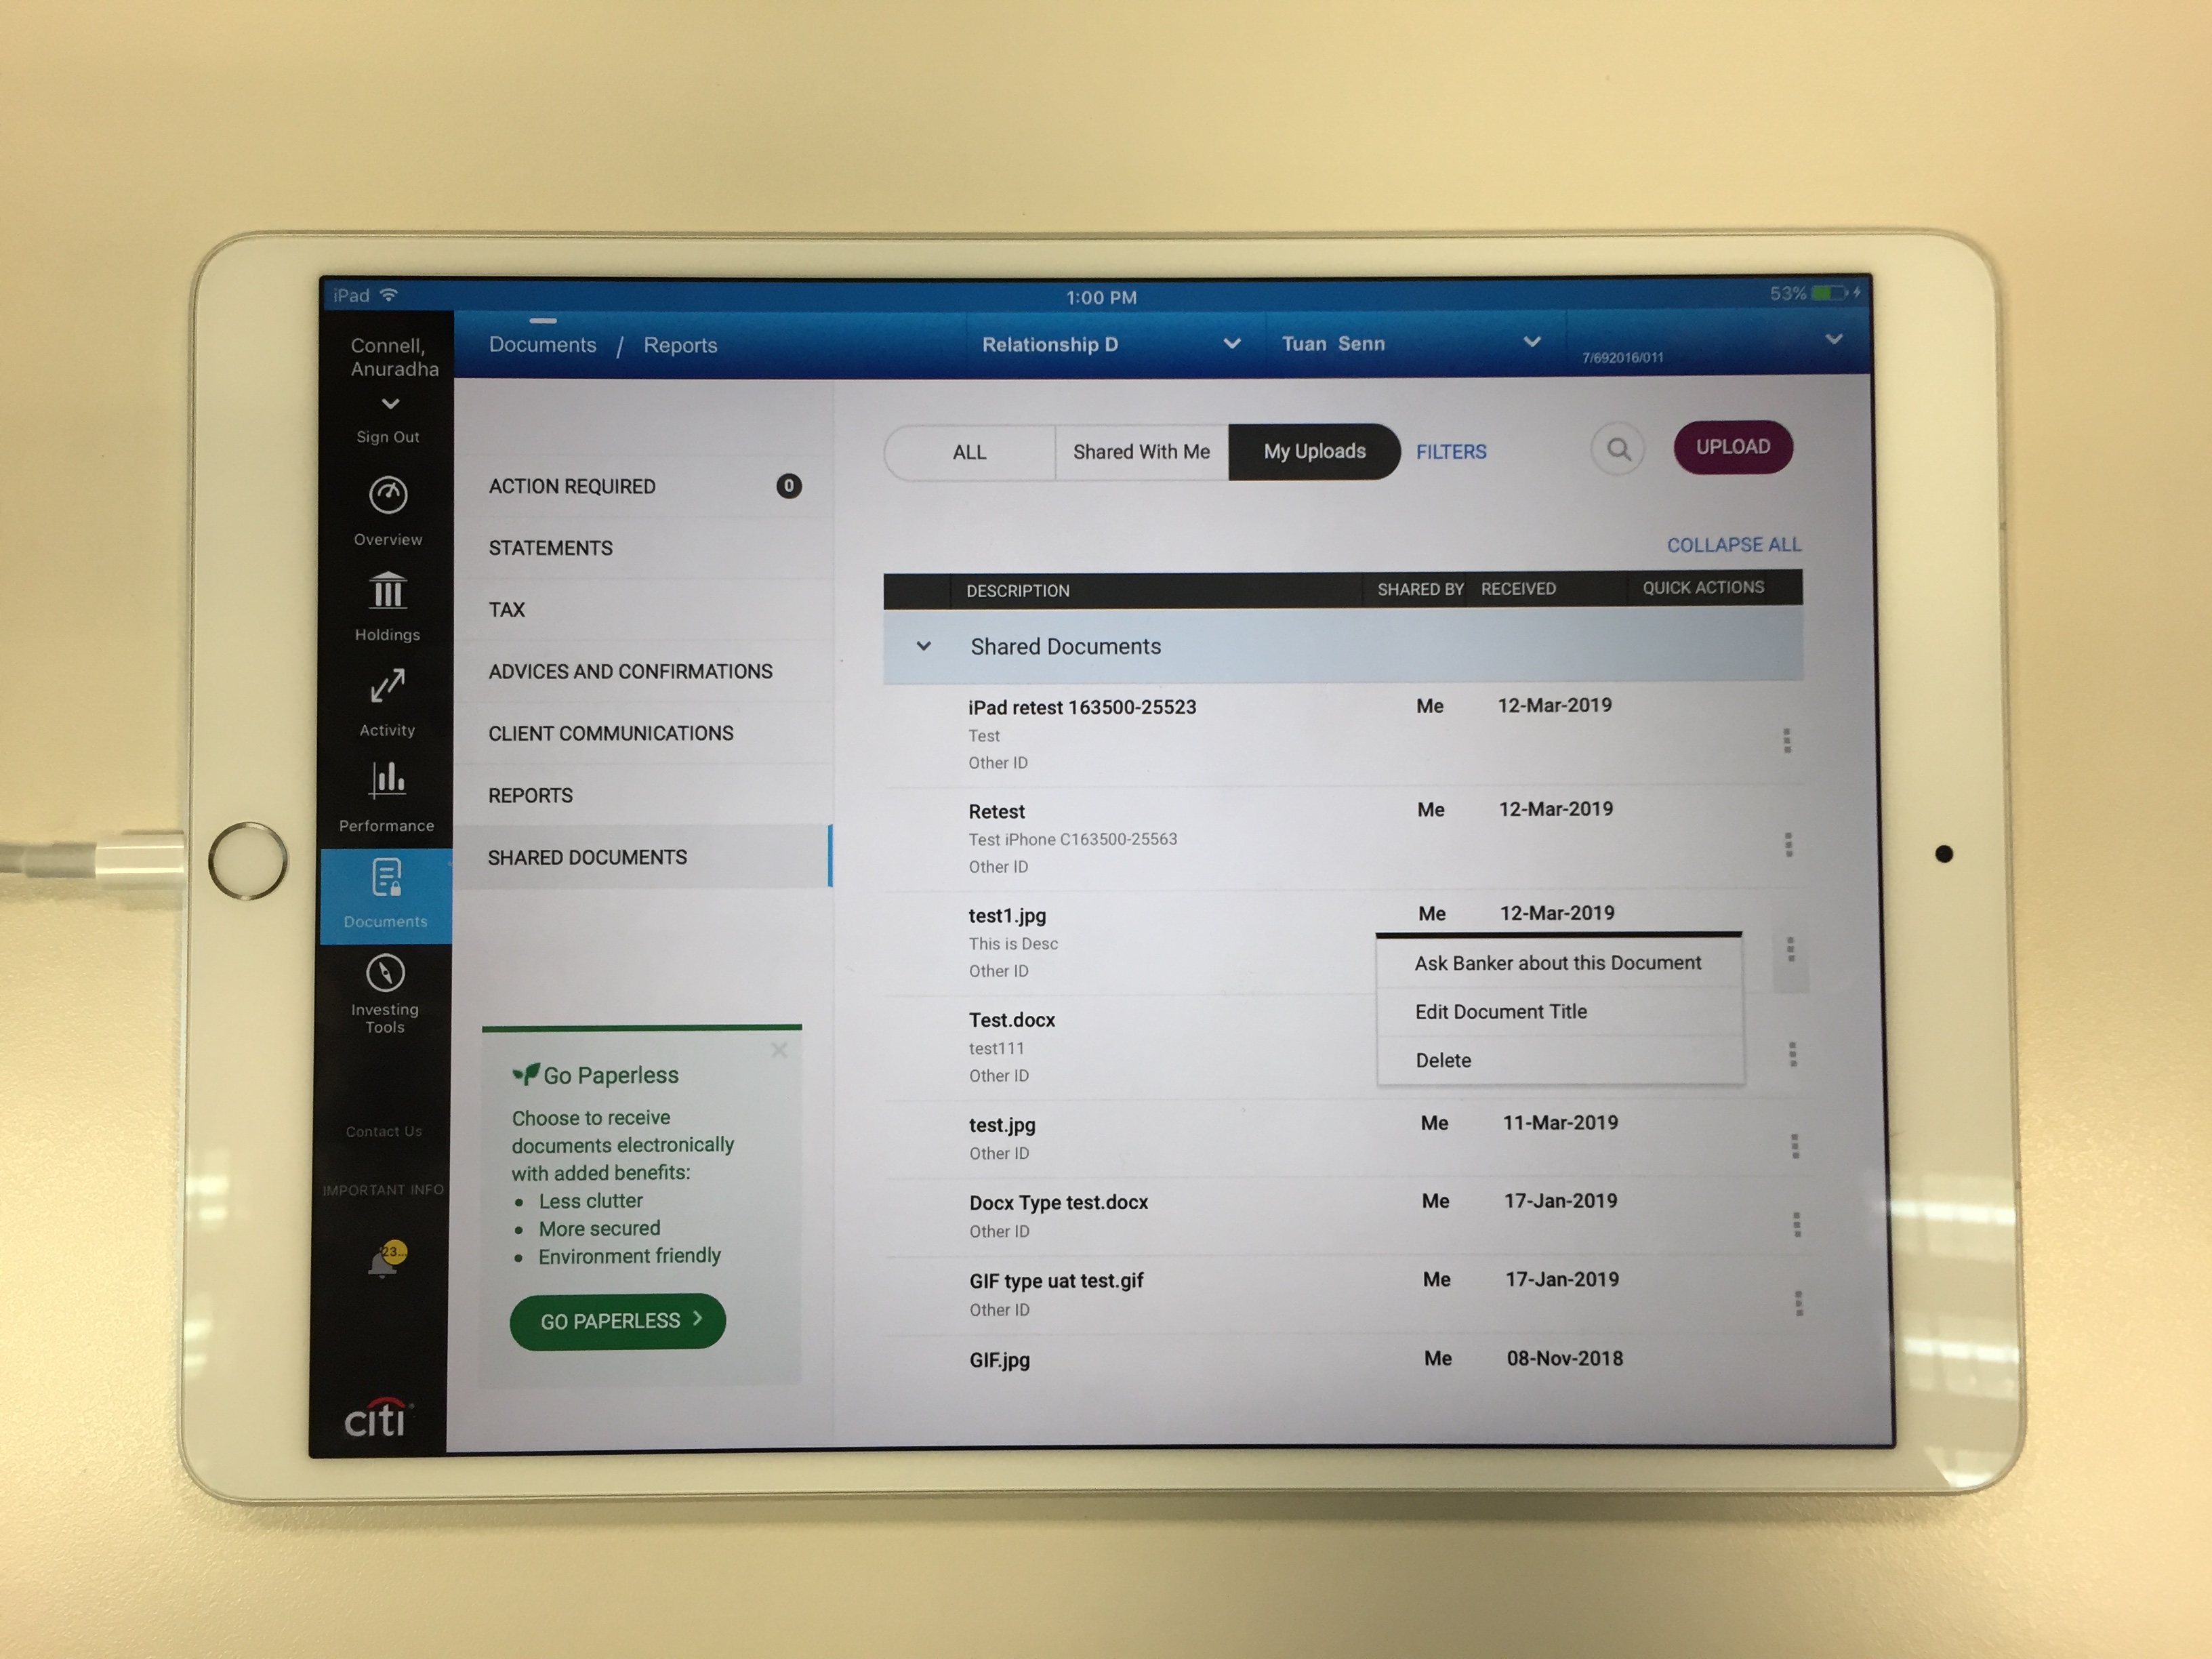 iPad 1:00 PM 53%
Connell,
Anuradha
Sign Out
Overview
Holdings
Activity
Performance
Documents
Investing
Tools
Contact Us
IMPORTANT INFO
23...
citi
Documents / Reports Relationship D Tuan Senn 7/692016/011
ACTION REQUIRED 0
STATEMENTS
TAX
ADVICES AND CONFIRMATIONS
CLIENT COMMUNICATIONS
REPORTS
SHARED DOCUMENTS
Go Paperless
Choose to receive
documents electronically
with added benefits:
• Less clutter
• More secured
• Environment friendly
GO PAPERLESS
ALL Shared With Me My Uploads FILTERS UPLOAD
COLLAPSE ALL
DESCRIPTION SHARED BY RECEIVED QUICK ACTIONS
Shared Documents
iPad retest 163500-25523 Me 12-Mar-2019
Test
Other ID
Retest Me 12-Mar-2019
Test iPhone C163500-25563
Other ID
test1.jpg Me 12-Mar-2019
This is Desc
Other ID
Ask Banker about this Document
Edit Document Title
Delete
Test.docx
test111
Other ID
test.jpg Me 11-Mar-2019
Other ID
Docx Type test.docx Me 17-Jan-2019
Other ID
GIF type uat test.gif Me 17-Jan-2019
Other ID
GIF.jpg Me 08-Nov-2018